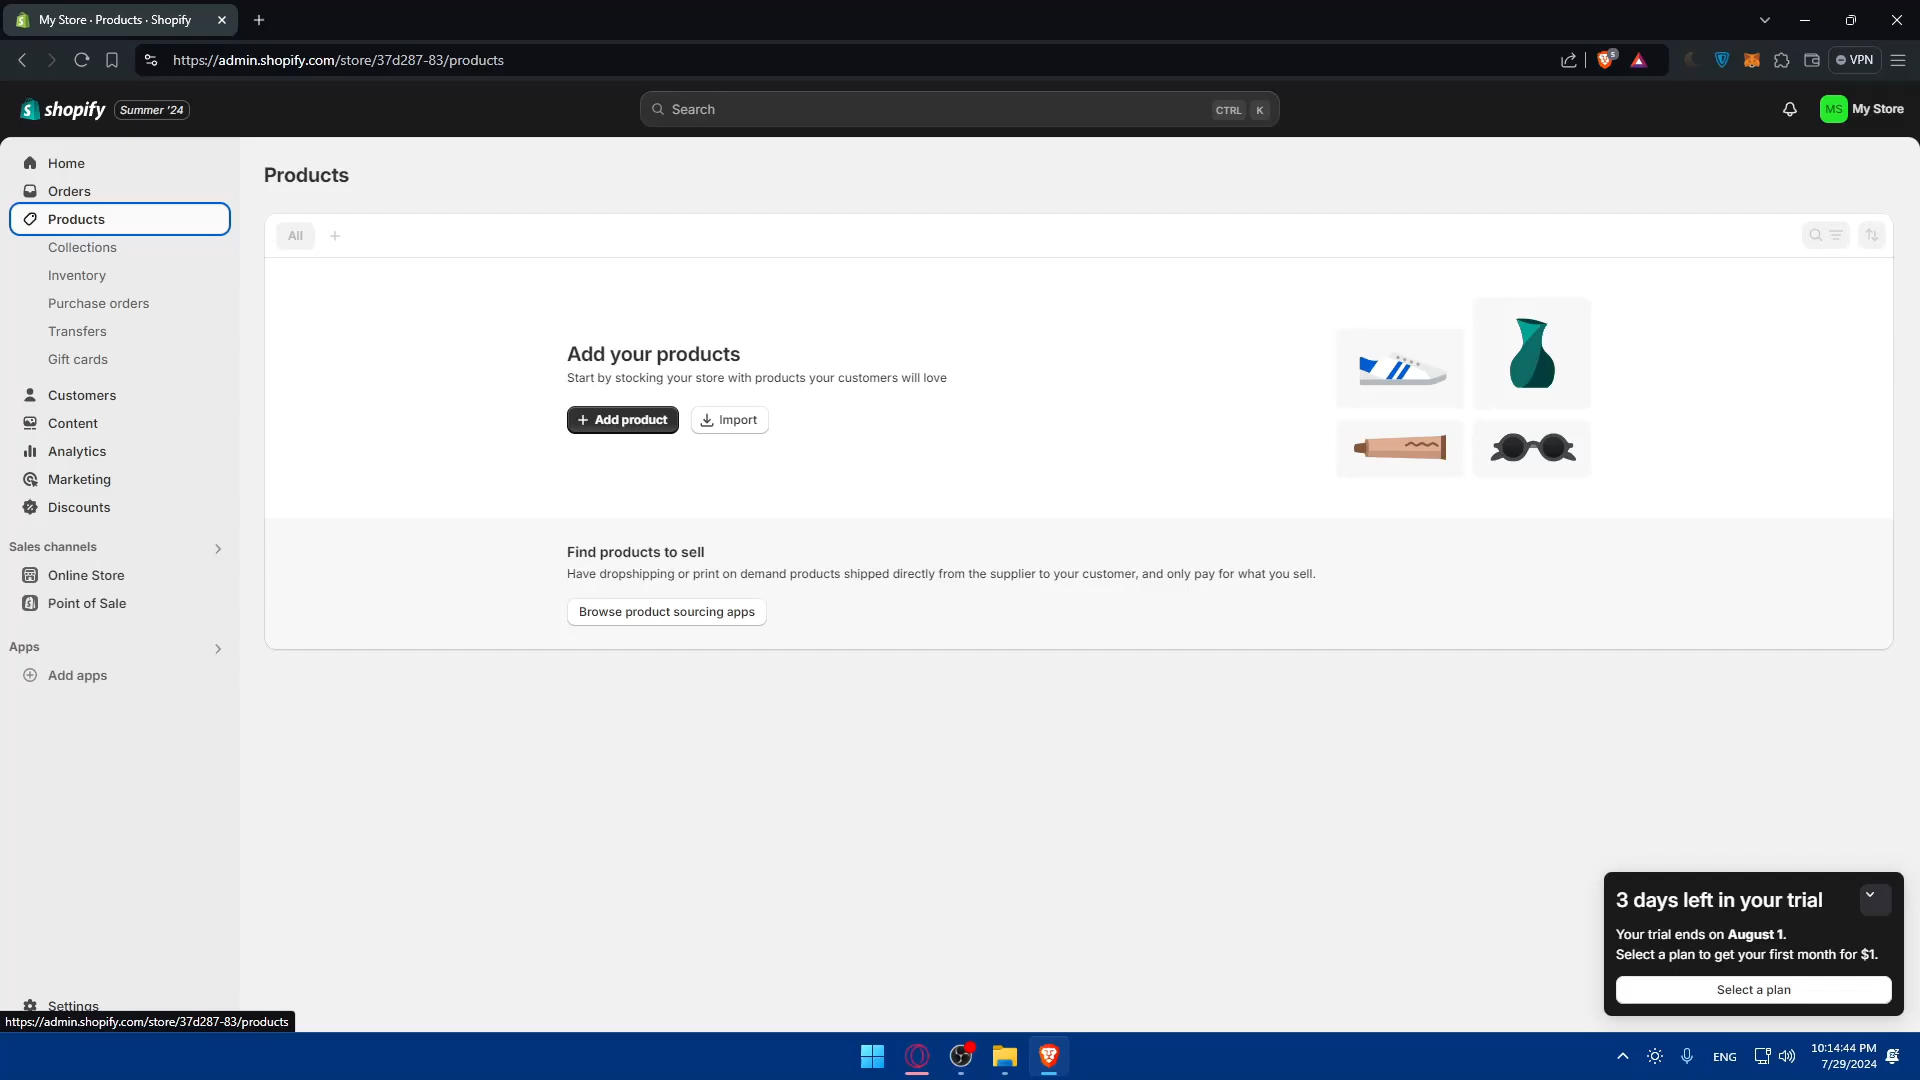 My Store · Products · Shopify
https://admin.shopify.com/store/37d287-83/products
5
VPN
shopify
Summer '24
Search
CTRL K
MS
My Store
Home
Orders
Products
Collections
Inventory
Purchase orders
Transfers
Gift cards
Customers
Content
Analytics
Marketing
Discounts
Sales channels
Online Store
Point of Sale
Apps
Add apps
Settings
https://admin.shopify.com/store/37d287-83/products
Products
All
Add your products
Start by stocking your store with products your customers will love
Add product
Import
Find products to sell
Have dropshipping or print on demand products shipped directly from the supplier to your customer, and only pay for what you sell.
Browse product sourcing apps
3 days left in your trial
Your trial ends on August 1.
Select a plan to get your first month for $1.
Select a plan
ENG
10:14:44 PM
7/29/2024